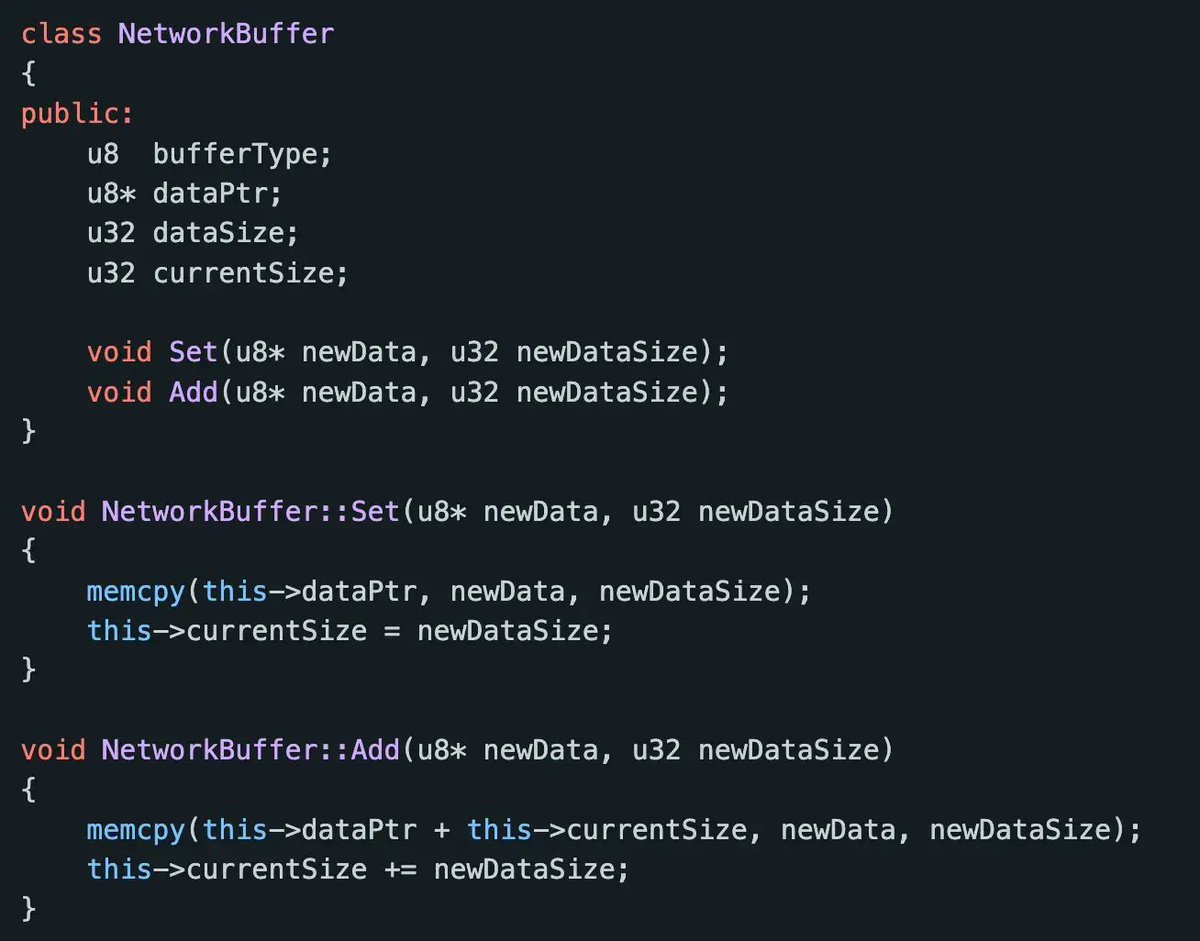 class NetworkBuffer
{
public:
    u8  bufferType;
    u8* dataPtr;
    u32 dataSize;
    u32 currentSize;

    void Set(u8* newData, u32 newDataSize);
    void Add(u8* newData, u32 newDataSize);
}

void NetworkBuffer::Set(u8* newData, u32 newDataSize)
{
    memcpy(this->dataPtr, newData, newDataSize);
    this->currentSize = newDataSize;
}

void NetworkBuffer::Add(u8* newData, u32 newDataSize)
{
    memcpy(this->dataPtr + this->currentSize, newData, newDataSize);
    this->currentSize += newDataSize;
}